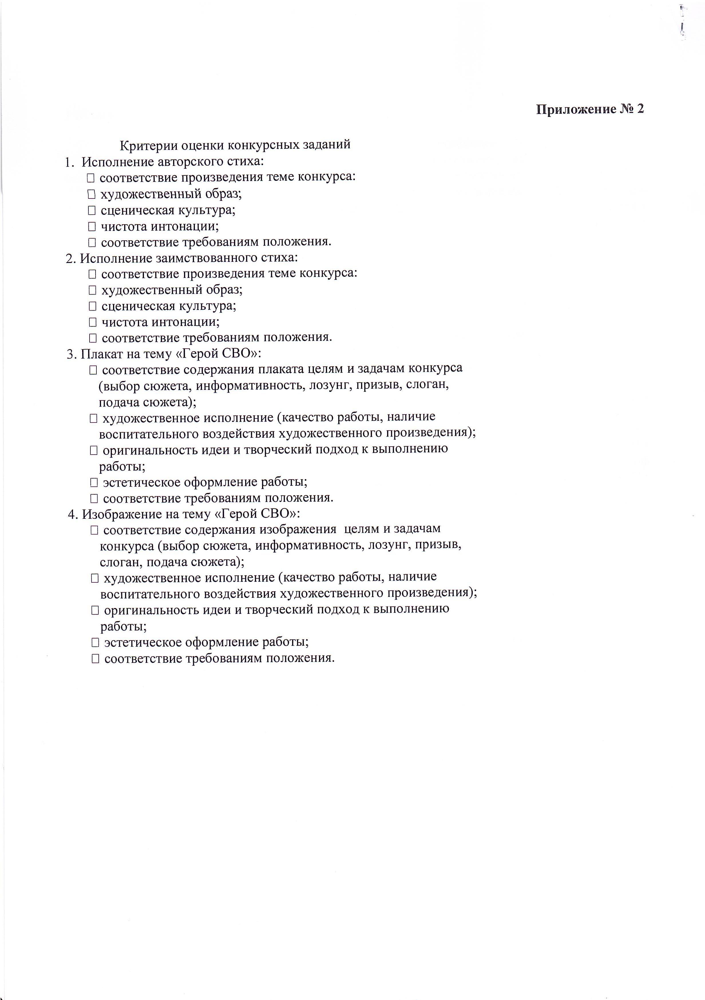 Приложение № 2
Критерии оценки конкурсных заданий
1. Исполнение авторского стиха:
□ соответствие произведения теме конкурса:
□ художественный образ;
□ сценическая культура;
□ чистота интонации;
□ соответствие требованиям положения.
2. Исполнение заимствованного стиха:
□ соответствие произведения теме конкурса:
□ художественный образ;
□ сценическая культура;
□ чистота интонации;
□ соответствие требованиям положения.
3. Плакат на тему «Герой СВО»:
□ соответствие содержания плаката целям и задачам конкурса
(выбор сюжета, информативность, лозунг, призыв, слоган,
подача сюжета);
□ художественное исполнение (качество работы, наличие
воспитательного воздействия художественного произведения);
□ оригинальность идеи и творческий подход к выполнению
работы;
□ эстетическое оформление работы;
□ соответствие требованиям положения.
4. Изображение на тему «Герой СВО»:
□ соответствие содержания изображения целям и задачам
конкурса (выбор сюжета, информативность, лозунг, призыв,
слоган, подача сюжета);
□ художественное исполнение (качество работы, наличие
воспитательного воздействия художественного произведения);
□ оригинальность идеи и творческий подход к выполнению
работы;
□ эстетическое оформление работы;
□ соответствие требованиям положения.